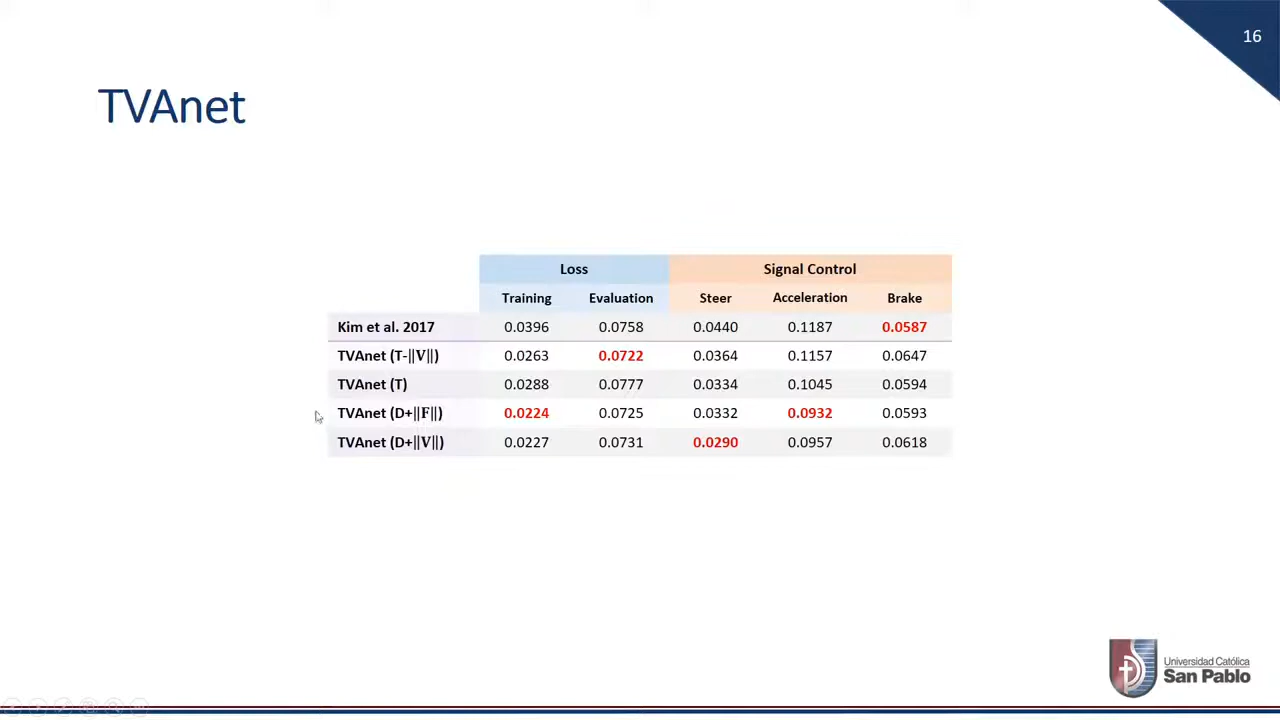 16
TVAnet
Loss Signal Control
Training Evaluation Steer Acceleration Brake
Kim et al. 2017 0.0396 0.0758 0.0440 0.1187 0.0587
TVAnet (T-‖V‖) 0.0263 0.0722 0.0364 0.1157 0.0647
TVAnet (T) 0.0288 0.0777 0.0334 0.1045 0.0594
TVAnet (D+‖F‖) 0.0224 0.0725 0.0332 0.0932 0.0593
TVAnet (D+‖V‖) 0.0227 0.0731 0.0290 0.0957 0.0618
Universidad Católica
San Pablo